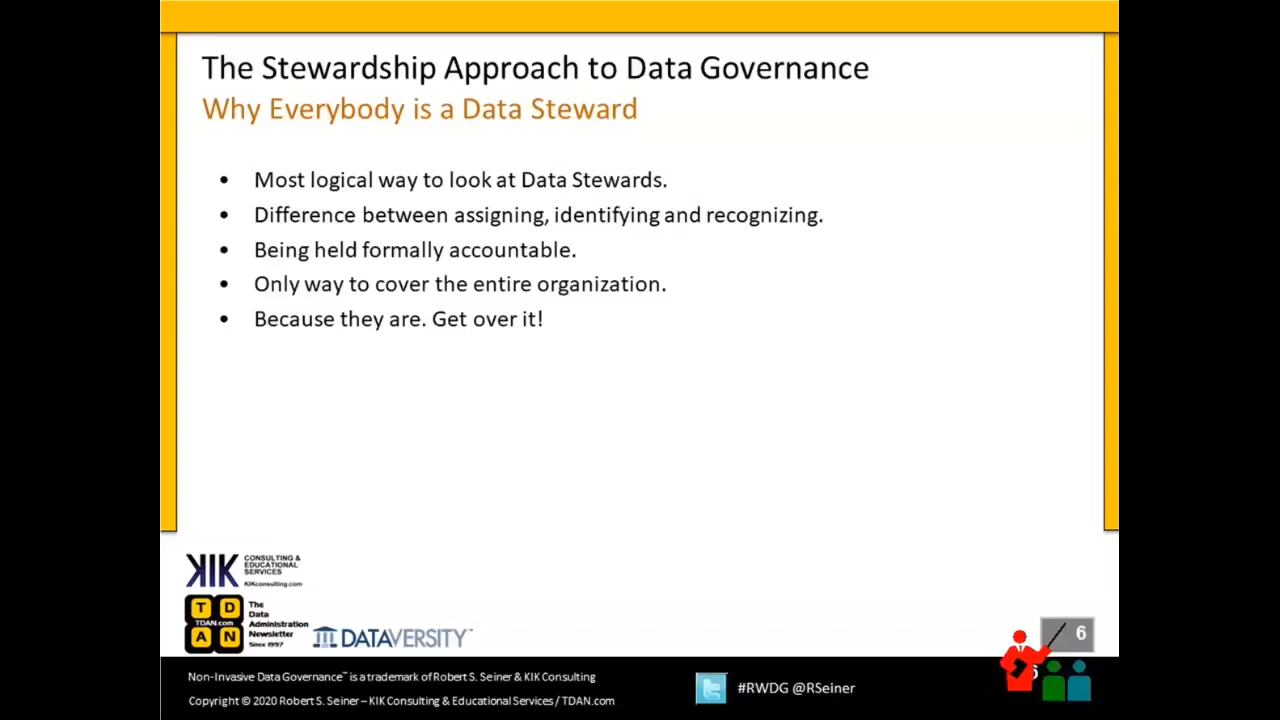 The Stewardship Approach to Data Governance
Why Everybody is a Data Steward
• Most logical way to look at Data Stewards.
• Difference between assigning, identifying and recognizing.
• Being held formally accountable.
• Only way to cover the entire organization.
• Because they are. Get over it!
KIK CONSULTING &
EDUCATIONAL
SERVICES
KIKconsulting.com
T D
TDAN.com
A N
The
Data
Administration
Newsletter
Since 1997
DATAVERSITY™
6
6
Non-Invasive Data Governance™ is a trademark of Robert S. Seiner & KIK Consulting
Copyright © 2020 Robert S. Seiner – KIK Consulting & Educational Services / TDAN.com
#RWDG @RSeiner